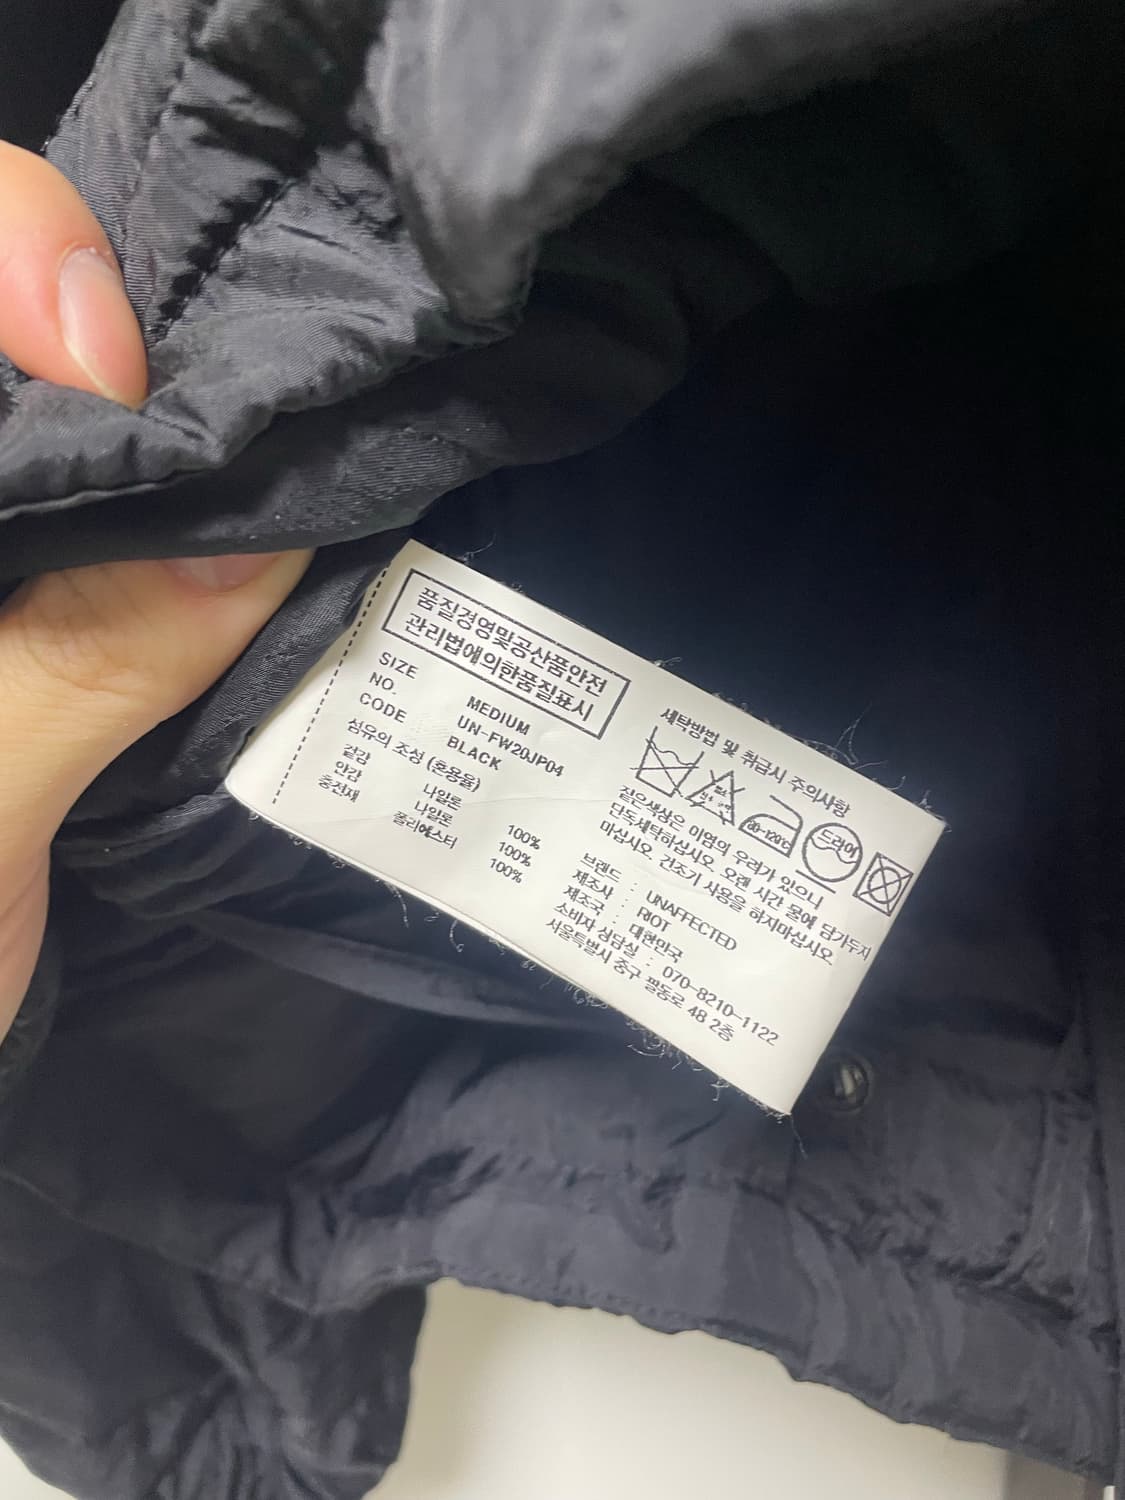 품질경영및공산품안전
관리법에의한품질표시
SIZE MEDIUM
NO. UN-FW20JP04
CODE BLACK
섬유의 조성 (혼용율)
겉감 나일론 100%
안감 나일론 100%
충전재 폴리에스터 100%
세탁방법 및 취급시 주의사항
80~120℃ 드라이
짙은색상은 이염의 우려가 있으니
단독세탁하십시오. 오랜 시간 물에 담가두지
마십시오. 건조기 사용을 하지마십시오.
브랜드 : UNAFFECTED
제조사 : RIOT
제조국 : 대한민국
소비자 상담실 : 070-8210-1122
서울특별시 중구 필동로 48 2층